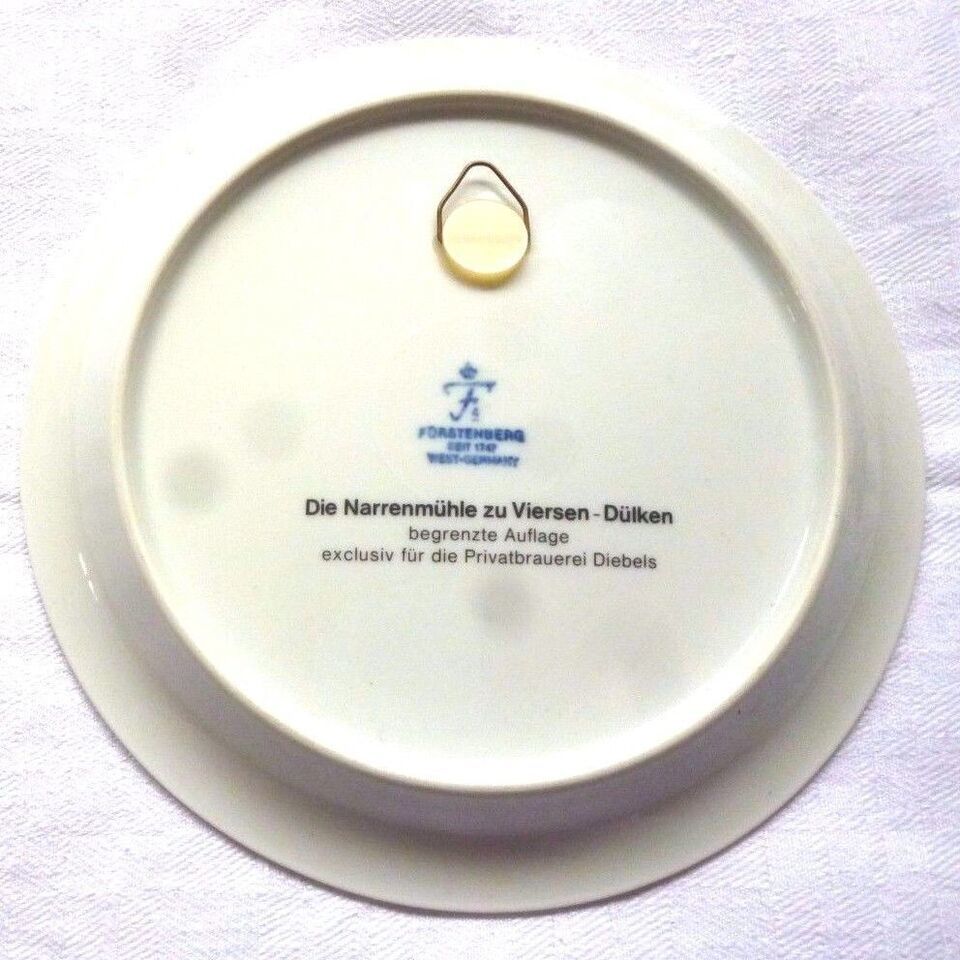 F
FÜRSTENBERG
SEIT 1747
WEST-GERMANY
Die Narrenmühle zu Viersen-Dülken
begrenzte Auflage
exclusiv für die Privatbrauerei Diebels